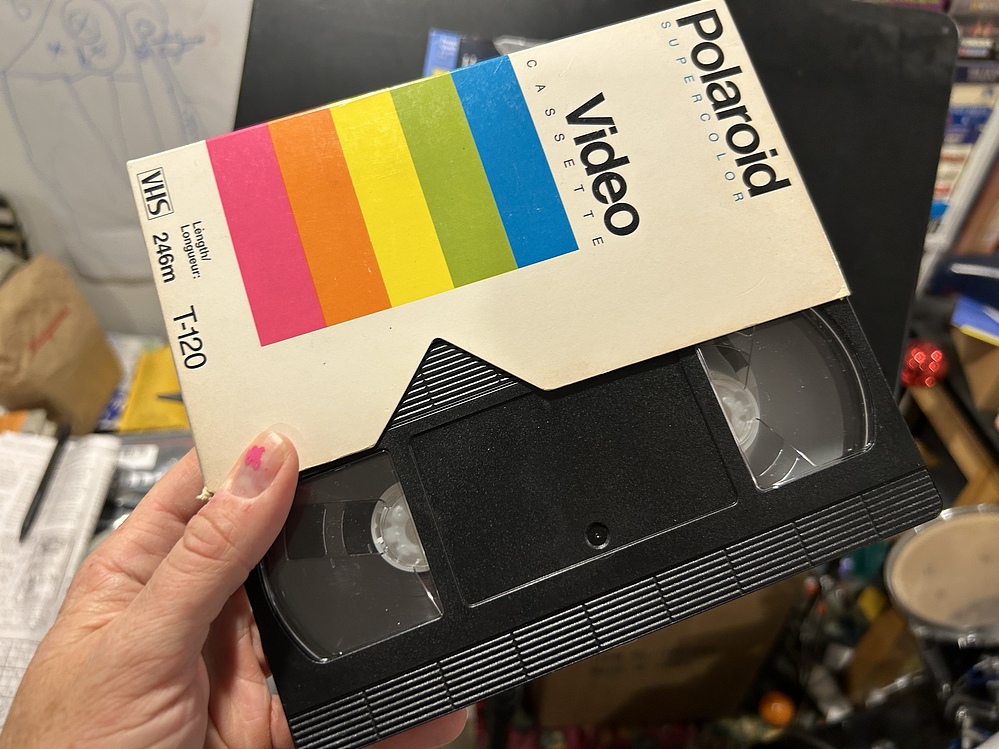 Polaroid
SUPERCOLOR
Video
CASSETTE
VHS
Length/
Longueur:
246m
T-120